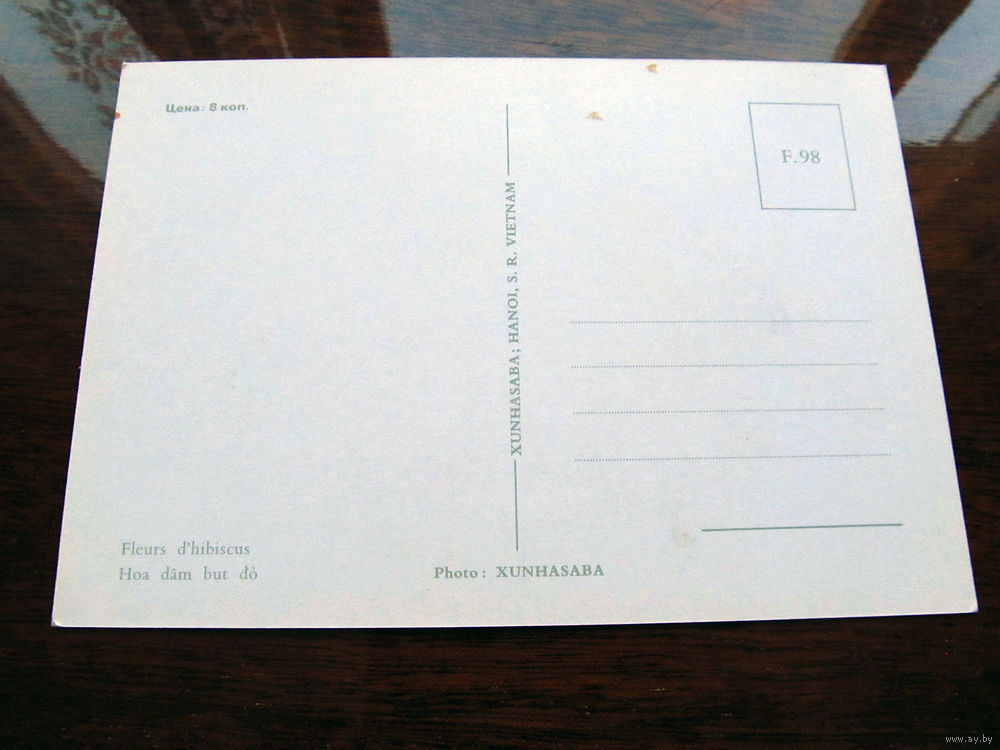 Цена: 8 коп.
F.98
XUNHASABA; HANOI, S. R. VIETNAM
Fleurs d'hibiscus
Hoa dâm but đỏ
Photo: XUNHASABA
www.ay.by